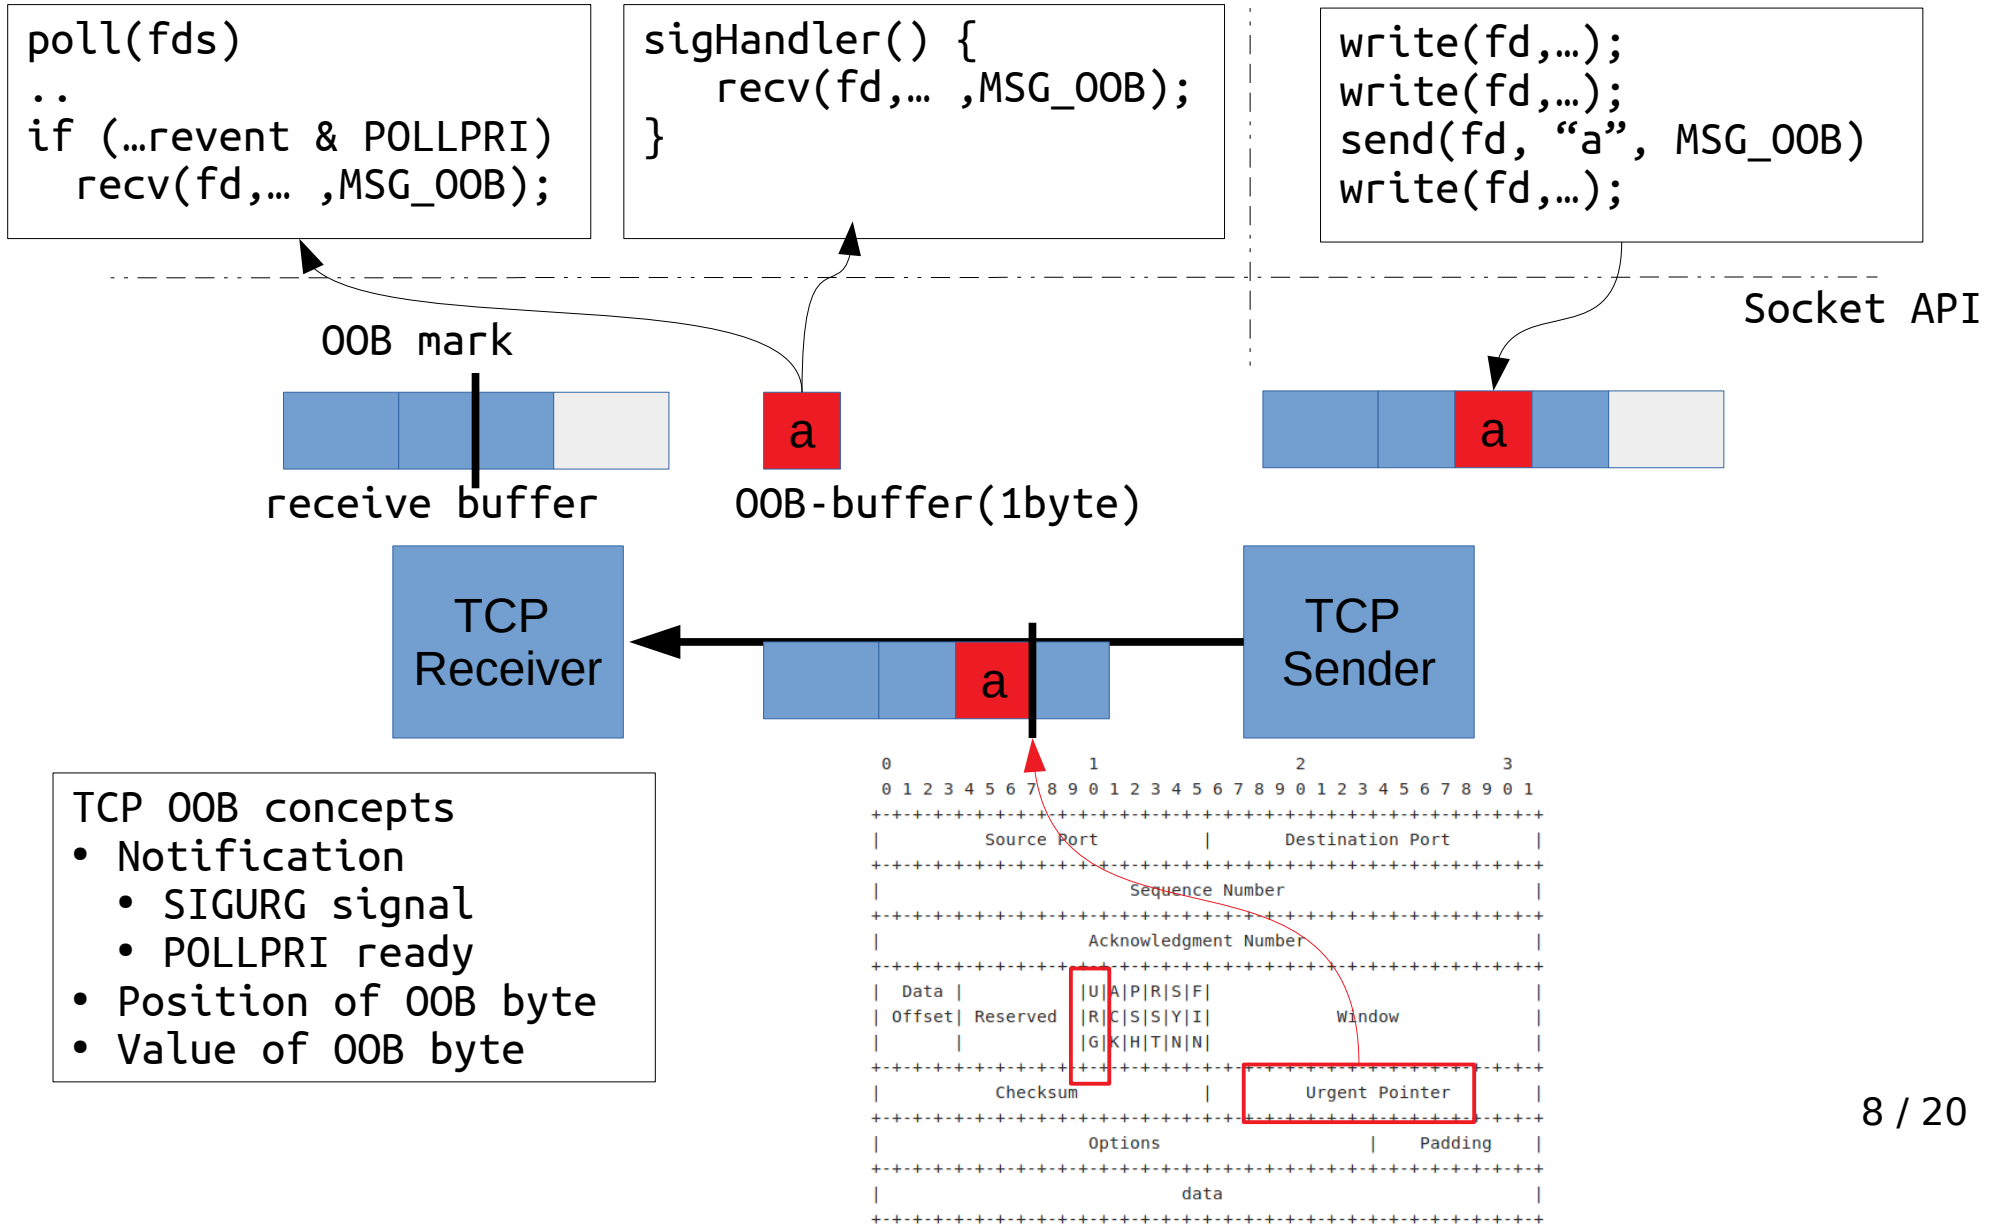 poll(fds)
..
if (…revent & POLLPRI)
  recv(fd,… ,MSG_OOB);
sigHandler() {
   recv(fd,… ,MSG_OOB);
}
write(fd,…);
write(fd,…);
send(fd, “a”, MSG_OOB)
write(fd,…);
Socket API
OOB mark
a
a
receive buffer
OOB-buffer(1byte)
TCP
Receiver
a
TCP
Sender
TCP OOB concepts
• Notification
  • SIGURG signal
  • POLLPRI ready
• Position of OOB byte
• Value of OOB byte
 0                   1                   2                   3
 0 1 2 3 4 5 6 7 8 9 0 1 2 3 4 5 6 7 8 9 0 1 2 3 4 5 6 7 8 9 0 1
+-+-+-+-+-+-+-+-+-+-+-+-+-+-+-+-+-+-+-+-+-+-+-+-+-+-+-+-+-+-+-+-+
|          Source Port          |       Destination Port        |
+-+-+-+-+-+-+-+-+-+-+-+-+-+-+-+-+-+-+-+-+-+-+-+-+-+-+-+-+-+-+-+-+
|                        Sequence Number                        |
+-+-+-+-+-+-+-+-+-+-+-+-+-+-+-+-+-+-+-+-+-+-+-+-+-+-+-+-+-+-+-+-+
|                    Acknowledgment Number                      |
+-+-+-+-+-+-+-+-+-+-+-+-+-+-+-+-+-+-+-+-+-+-+-+-+-+-+-+-+-+-+-+-+
|  Data |           |U|A|P|R|S|F|                               |
| Offset| Reserved  |R|C|S|S|Y|I|            Window             |
|       |           |G|K|H|T|N|N|                               |
+-+-+-+-+-+-+-+-+-+-+-+-+-+-+-+-+-+-+-+-+-+-+-+-+-+-+-+-+-+-+-+-+
|           Checksum            |         Urgent Pointer        |
+-+-+-+-+-+-+-+-+-+-+-+-+-+-+-+-+-+-+-+-+-+-+-+-+-+-+-+-+-+-+-+-+
|                    Options                    |    Padding    |
+-+-+-+-+-+-+-+-+-+-+-+-+-+-+-+-+-+-+-+-+-+-+-+-+-+-+-+-+-+-+-+-+
|                             data                              |
+-+-+-+-+-+-+-+-+-+-+-+-+-+-+-+-+-+-+-+-+-+-+-+-+-+-+-+-+-+-+-+-+
8 / 20